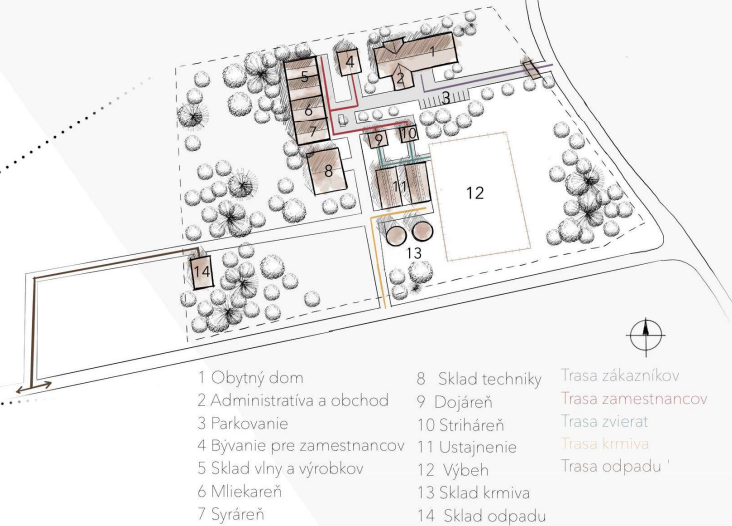 1
2
3
4
5
6
7
8
9
10
11
12
13
14
1 Obytný dom
2 Administratíva a obchod
3 Parkovanie
4 Bývanie pre zamestnancov
5 Sklad vlny a výrobkov
6 Mliekareň
7 Syráreň
8 Sklad techniky
9 Dojáreň
10 Striháreň
11 Ustajnenie
12 Výbeh
13 Sklad krmiva
14 Sklad odpadu
Trasa zákazníkov
Trasa zamestnancov
Trasa zvierat
Trasa krmiva
Trasa odpadu '